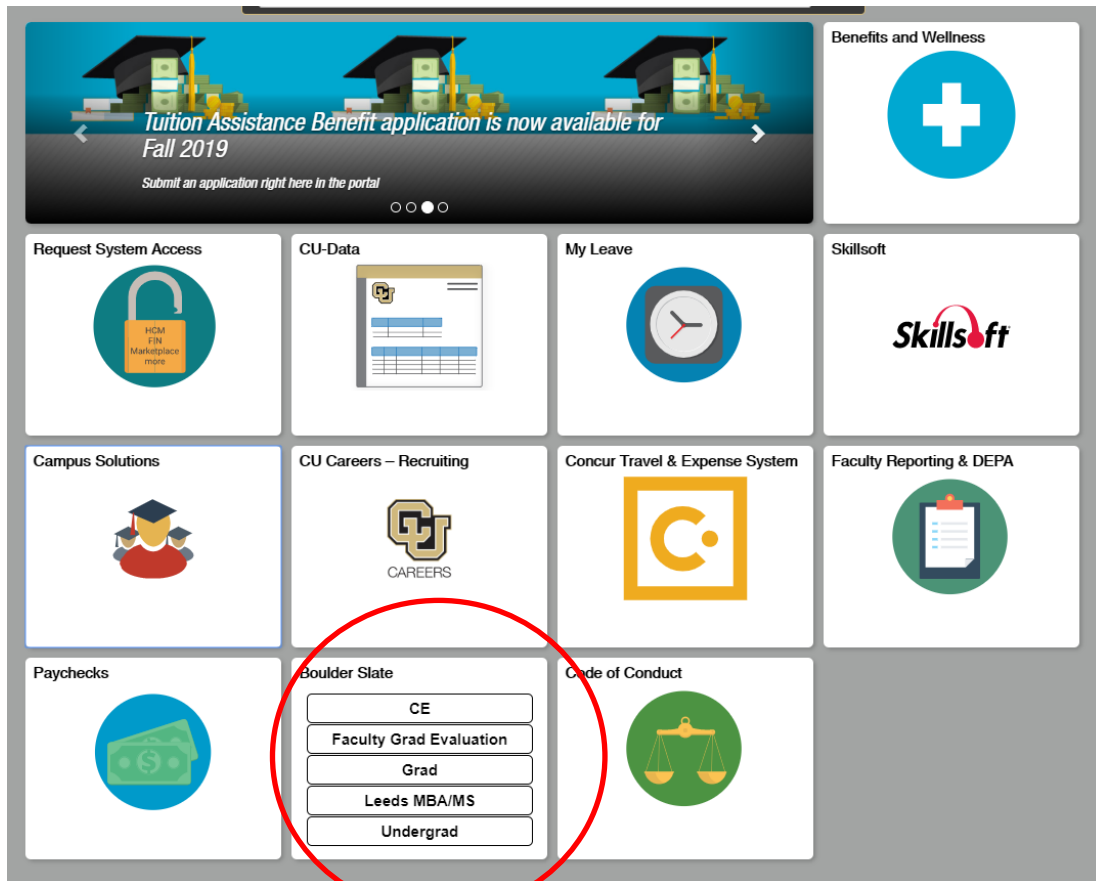 Tuition Assistance Benefit application is now available for
Fall 2019
Submit an application right here in the portal
Benefits and Wellness
Request System Access
HCM
FIN
Marketplace
more
CU-Data
CU
My Leave
Skillsoft
Skillsoft
Campus Solutions
CU Careers – Recruiting
CU
CAREERS
Concur Travel & Expense System
C
Faculty Reporting & DEPA
Paychecks
$
Boulder Slate
CE
Faculty Grad Evaluation
Grad
Leeds MBA/MS
Undergrad
Code of Conduct